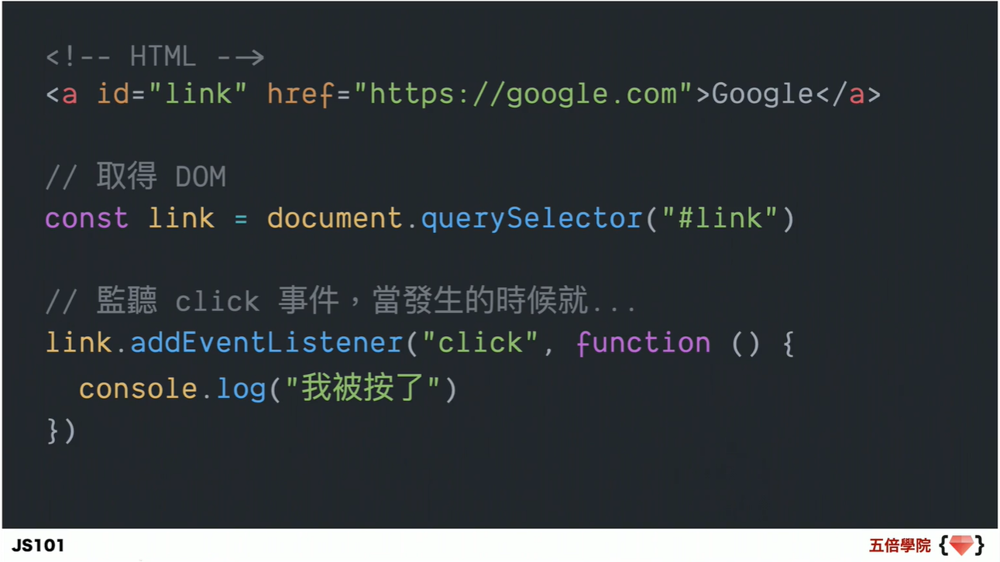 <!-- HTML -->
<a id="link" href="https://google.com">Google</a>
// 取得 DOM
const link = document.querySelector("#link")
// 監聽 click 事件，當發生的時候就...
link.addEventListener("click", function () {
  console.log("我被按了")
})
JS101
五倍學院 { }